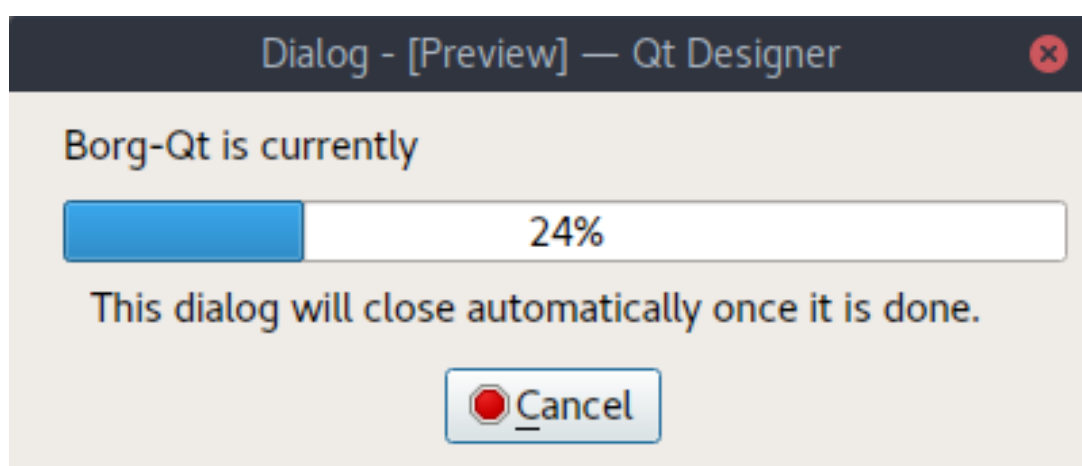 Dialog - [Preview] — Qt Designer
Borg-Qt is currently
24%
This dialog will close automatically once it is done.
Cancel